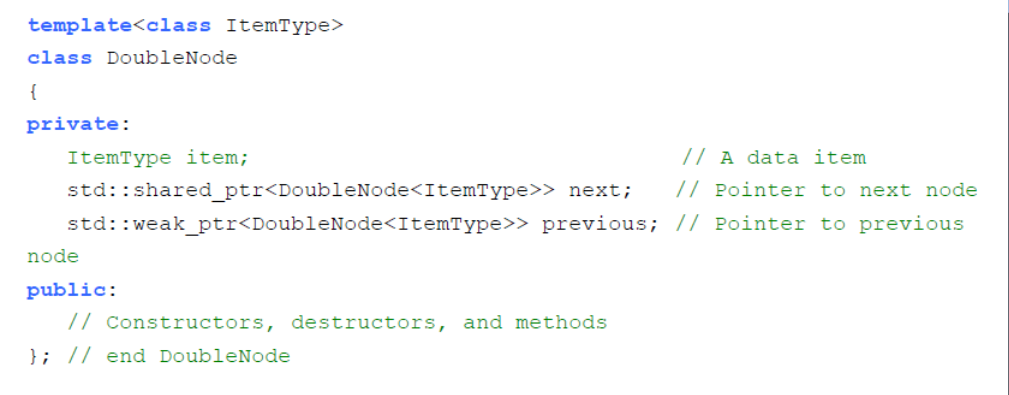 template<class ItemType>
class DoubleNode
{
private:
   ItemType item;                                // A data item
   std::shared_ptr<DoubleNode<ItemType>> next;   // Pointer to next node
   std::weak_ptr<DoubleNode<ItemType>> previous; // Pointer to previous
node
public:
   // Constructors, destructors, and methods
}; // end DoubleNode